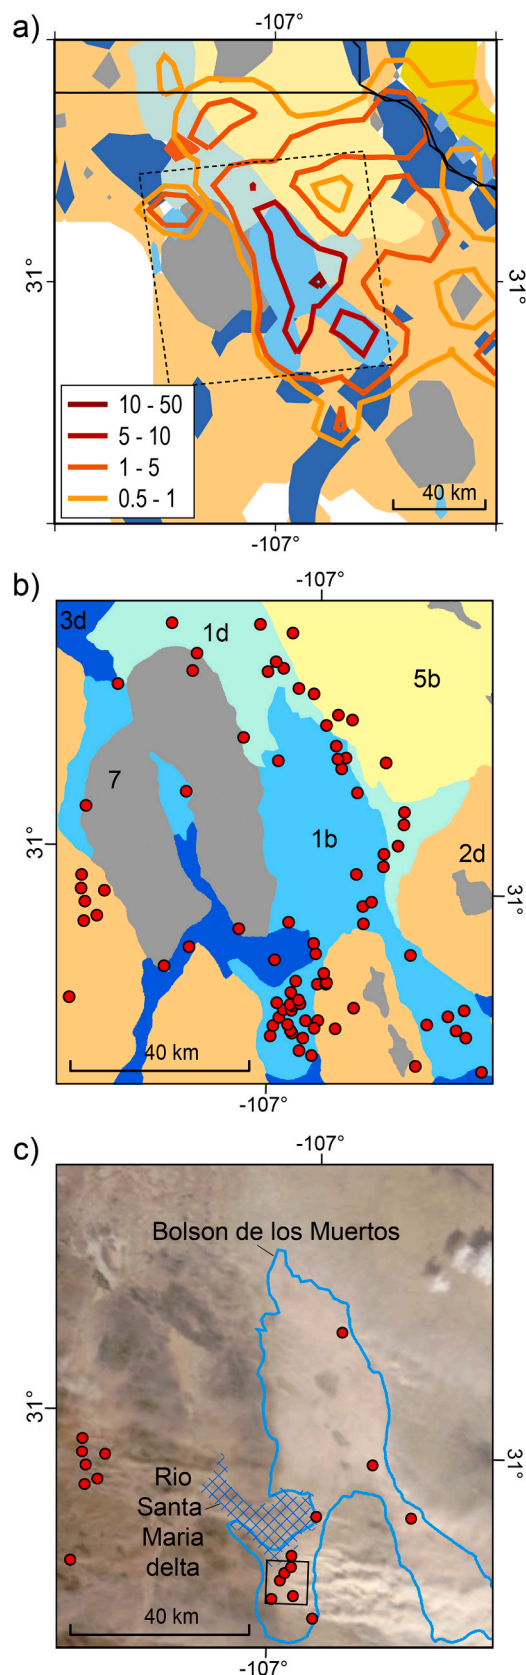 a)
-107°
31°
31°
10 - 50
5 - 10
1 - 5
0.5 - 1
40 km
-107°
b)
-107°
3d
1d
5b
7
1b
2d
31°
31°
40 km
-107°
c)
-107°
Bolson de los Muertos
31°
31°
Rio
Santa
Maria
delta
40 km
-107°